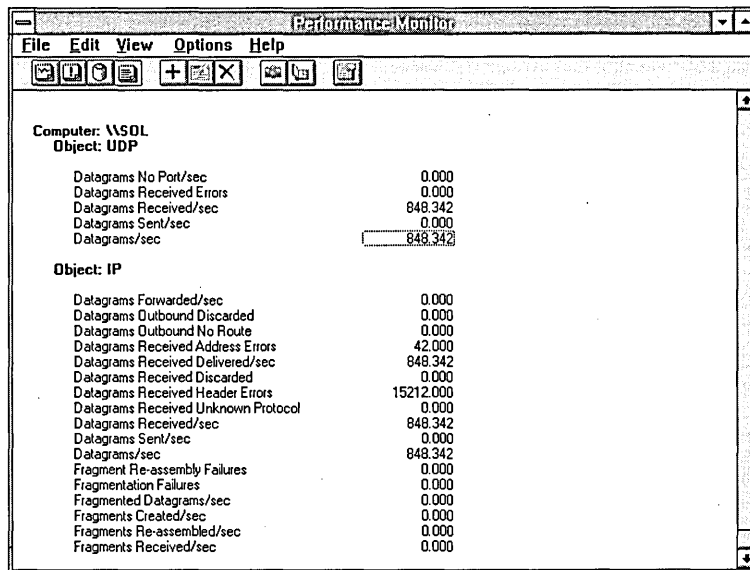 Performance Monitor
File Edit View Options Help
Computer: \\SOL
Object: UDP
Datagrams No Port/sec 0.000
Datagrams Received Errors 0.000
Datagrams Received/sec 848.342
Datagrams Sent/sec 0.000
Datagrams/sec 848.342
Object: IP
Datagrams Forwarded/sec 0.000
Datagrams Outbound Discarded 0.000
Datagrams Outbound No Route 0.000
Datagrams Received Address Errors 42.000
Datagrams Received Delivered/sec 848.342
Datagrams Received Discarded 0.000
Datagrams Received Header Errors 15212.000
Datagrams Received Unknown Protocol 0.000
Datagrams Received/sec 848.342
Datagrams Sent/sec 0.000
Datagrams/sec 848.342
Fragment Re-assembly Failures 0.000
Fragmentation Failures 0.000
Fragmented Datagrams/sec 0.000
Fragments Created/sec 0.000
Fragments Re-assembled/sec 0.000
Fragments Received/sec 0.000